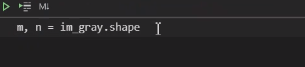 M↓
m, n = im_gray.shape